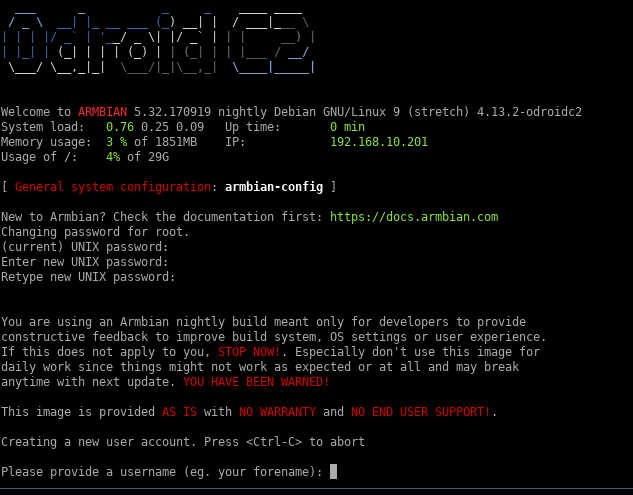 Odroid C2
Welcome to ARMBIAN 5.32.170919 nightly Debian GNU/Linux 9 (stretch) 4.13.2-odroidc2
System load:   0.76 0.25 0.09   Up time:       0 min
Memory usage:  3 % of 1851MB    IP:            192.168.10.201
Usage of /:    4% of 29G
[ General system configuration: armbian-config ]
New to Armbian? Check the documentation first: https://docs.armbian.com
Changing password for root.
(current) UNIX password:
Enter new UNIX password:
Retype new UNIX password:
You are using an Armbian nightly build meant only for developers to provide
constructive feedback to improve build system, OS settings or user experience.
If this does not apply to you, STOP NOW!. Especially don't use this image for
daily work since things might not work as expected or at all and may break
anytime with next update. YOU HAVE BEEN WARNED!
This image is provided AS IS with NO WARRANTY and NO END USER SUPPORT!.
Creating a new user account. Press <Ctrl-C> to abort
Please provide a username (eg. your forename):